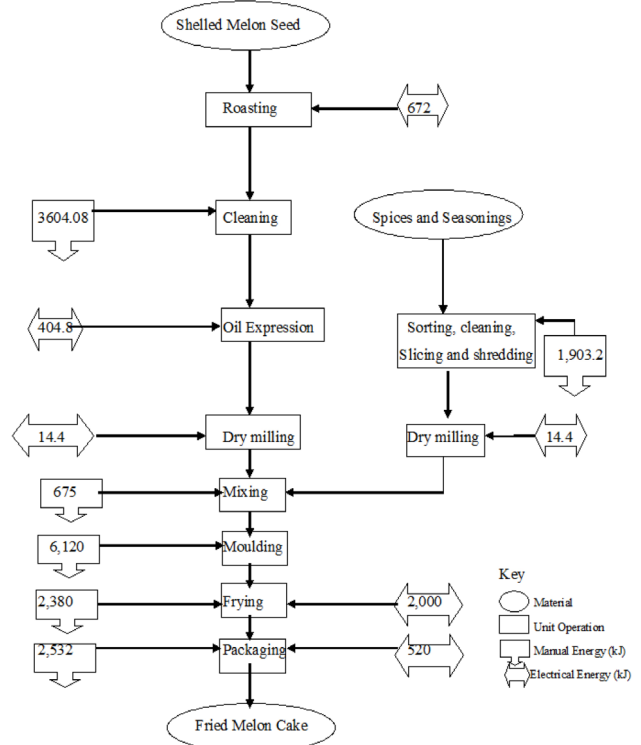 Shelled Melon Seed
Roasting
672
3604.08
Cleaning
Spices and Seasonings
404.8
Oil Expression
Sorting, cleaning,
Slicing and shredding
1,903.2
14.4
Dry milling
Dry milling
14.4
675
Mixing
6,120
Moulding
2,380
Frying
2,000
2,532
Packaging
520
Fried Melon Cake
Key
Material
Unit Operation
Manual Energy (kJ)
Electrical Energy (kJ)